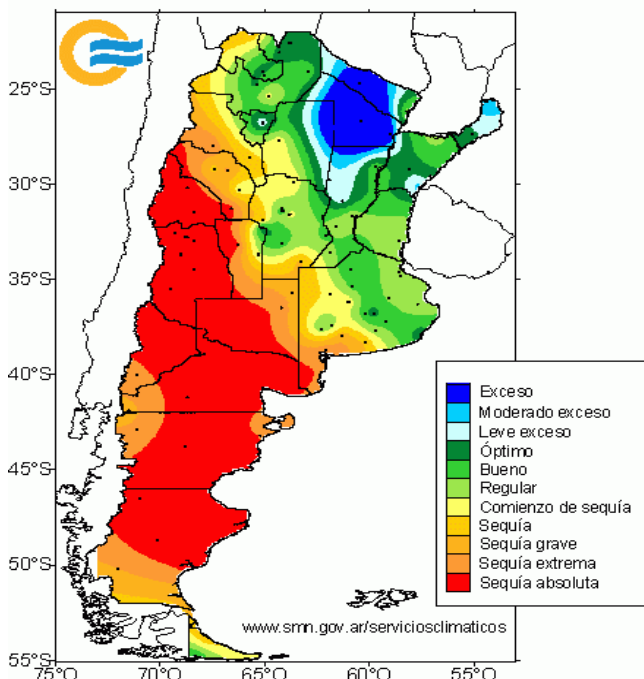 25°S
30°S
35°S
40°S
45°S
50°S
55°S
75°O
70°O
65°O
60°O
55°O
Exceso
Moderado exceso
Leve exceso
Óptimo
Bueno
Regular
Comienzo de sequía
Sequía
Sequía grave
Sequía extrema
Sequía absoluta
www.smn.gov.ar/serviciosclimaticos